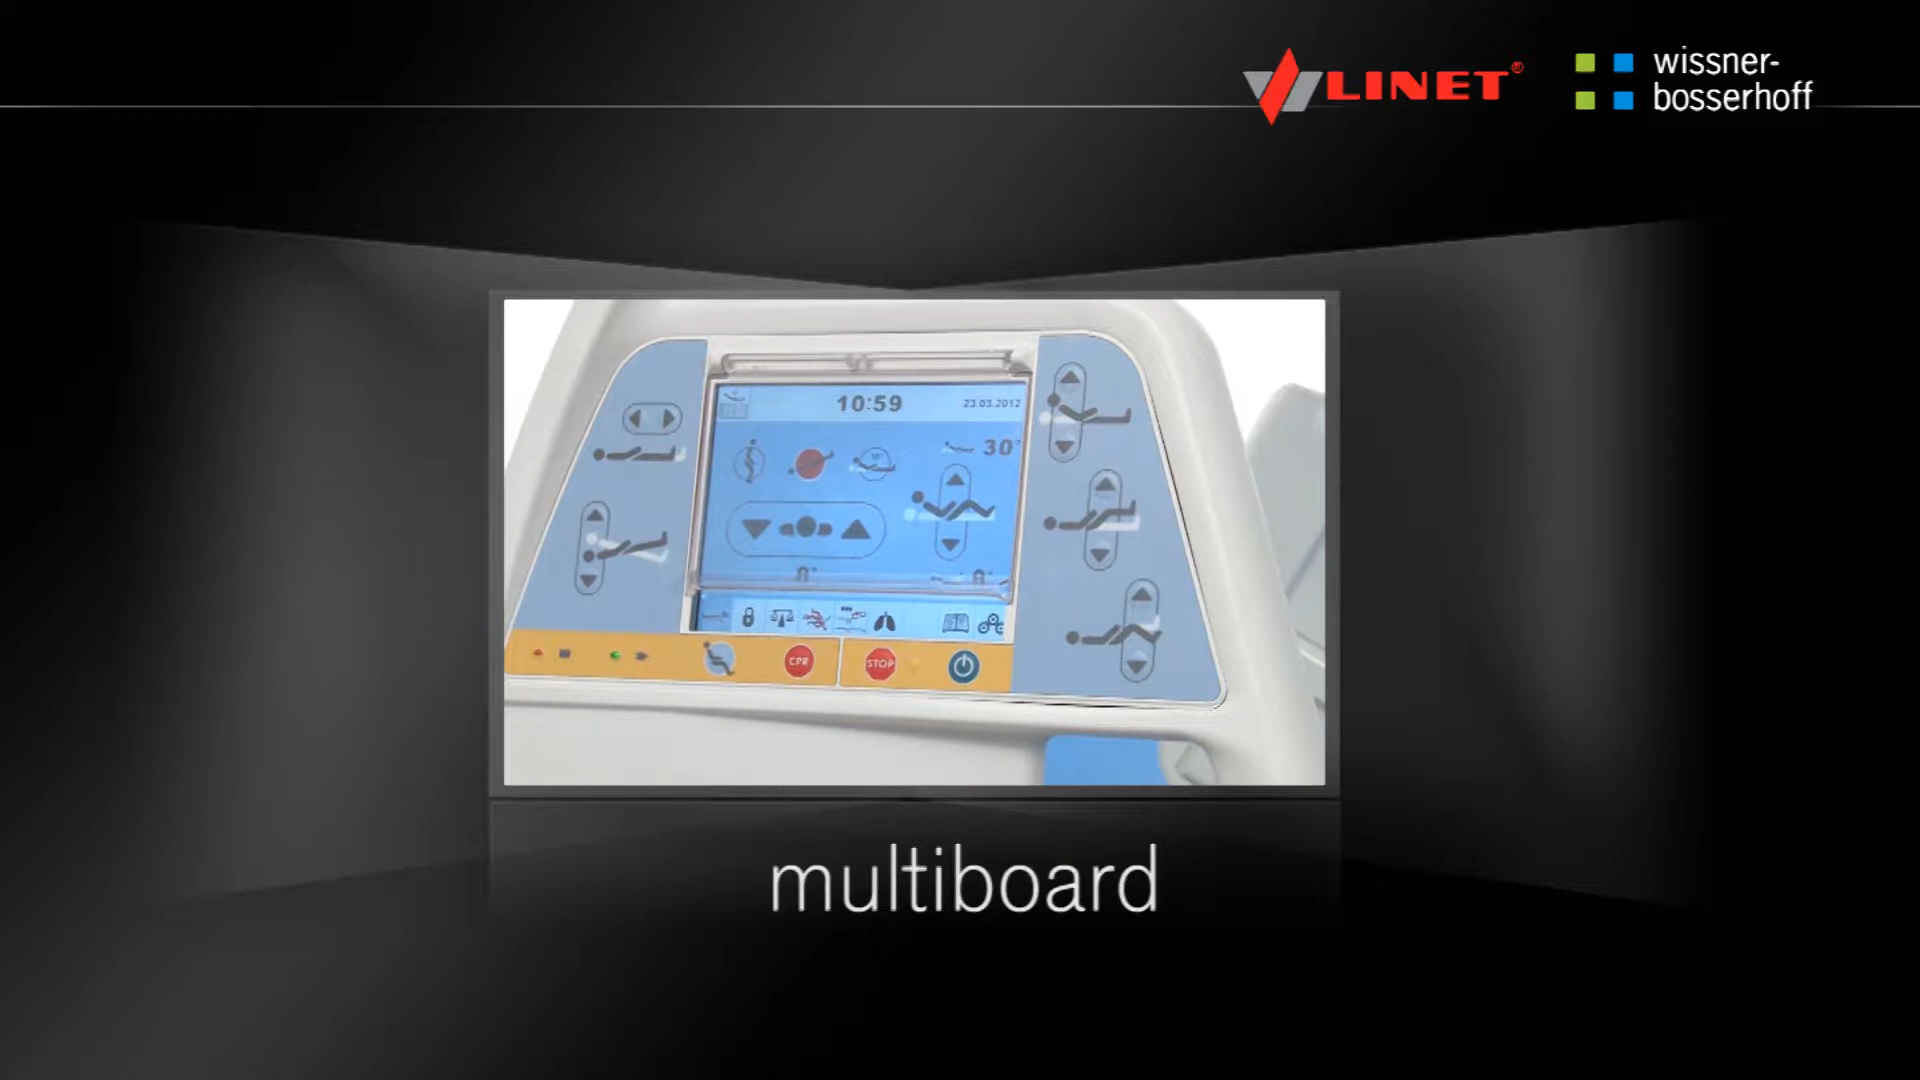 LINET®
wissner-
bosserhoff
10:59
23.03.2012
30°
CPR
STOP
multiboard